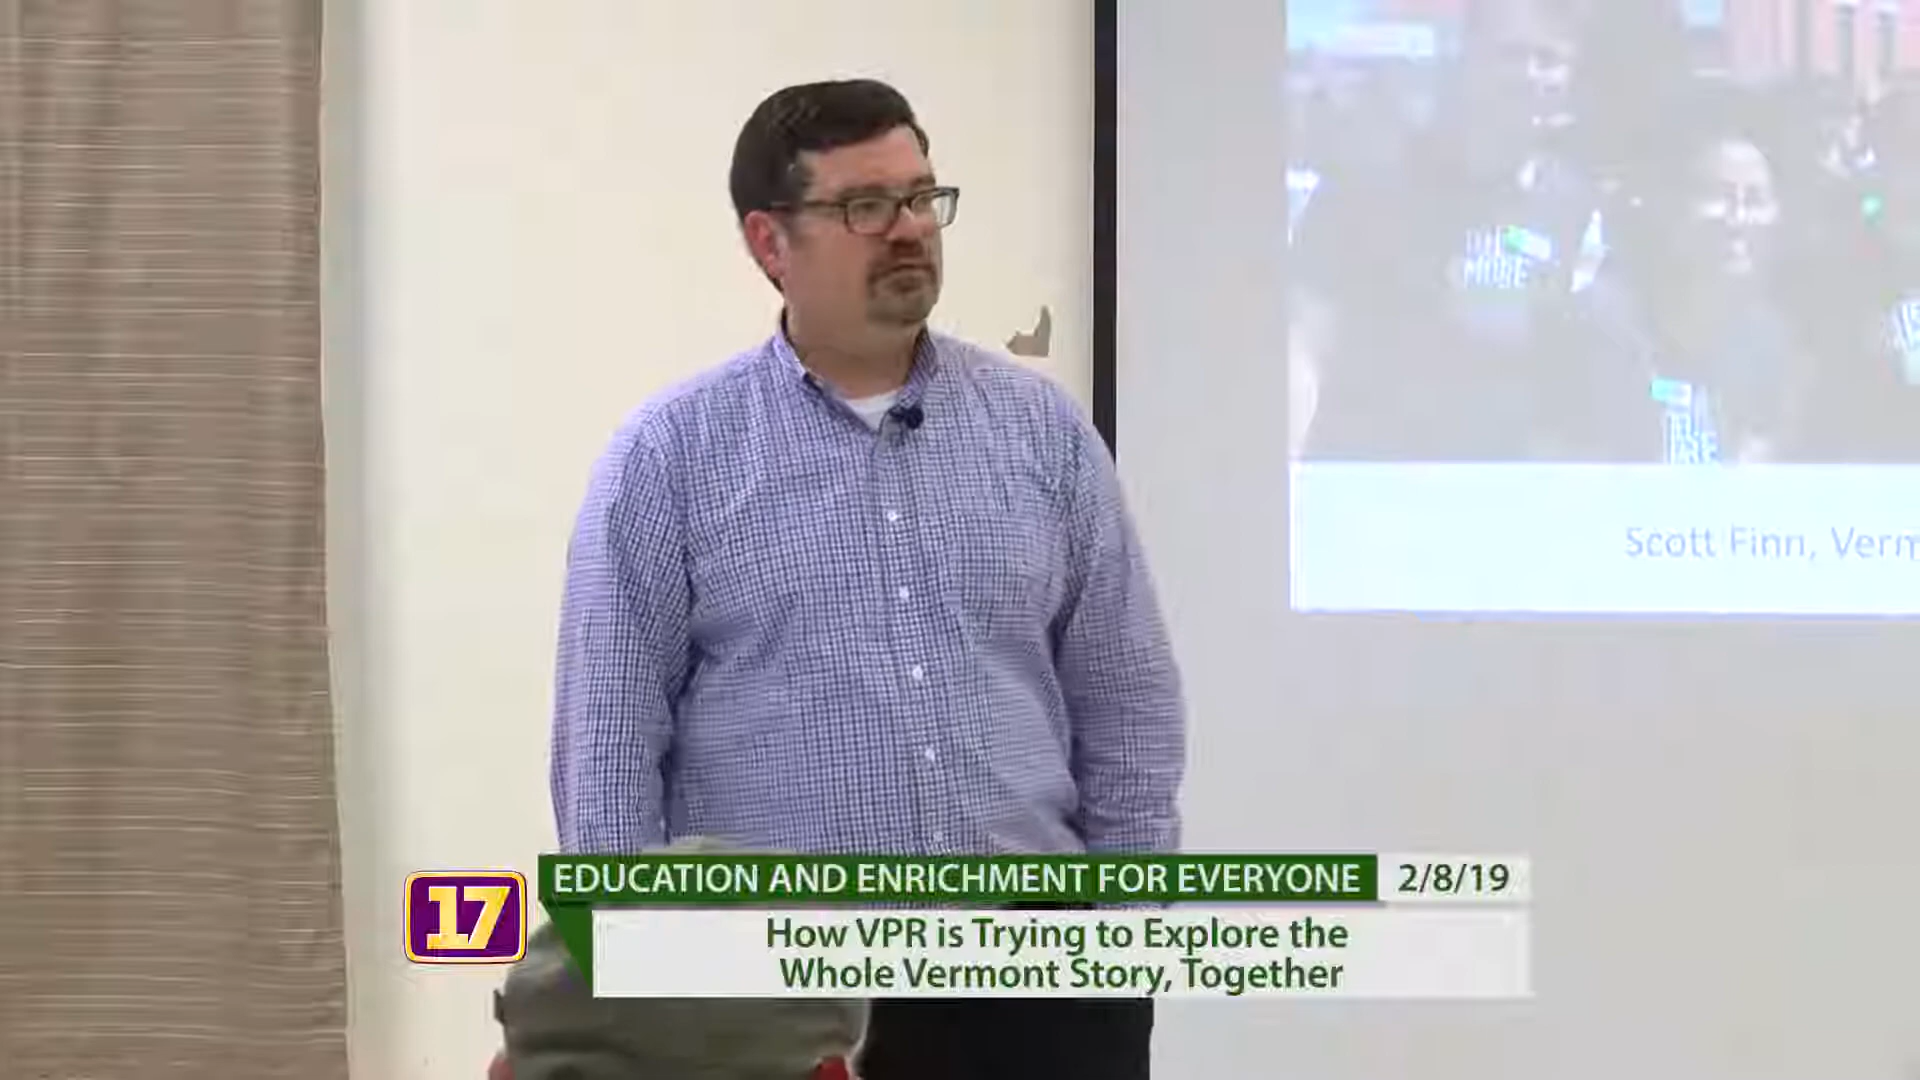 MORE
Scott Finn, Verm
17
EDUCATION AND ENRICHMENT FOR EVERYONE
2/8/19
How VPR is Trying to Explore the
Whole Vermont Story, Together